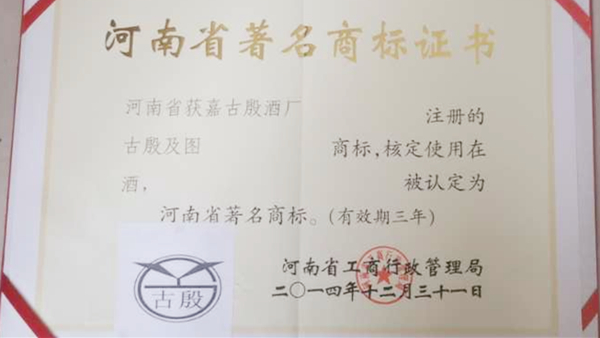 河南省著名商标证书
河南省获嘉古殷酒厂 注册的
古殷及图 商标,核定使用在
酒, 被认定为
河南省著名商标。(有效期三年)
河南省工商行政管理局
二〇一四年十二月三十一日
古殷